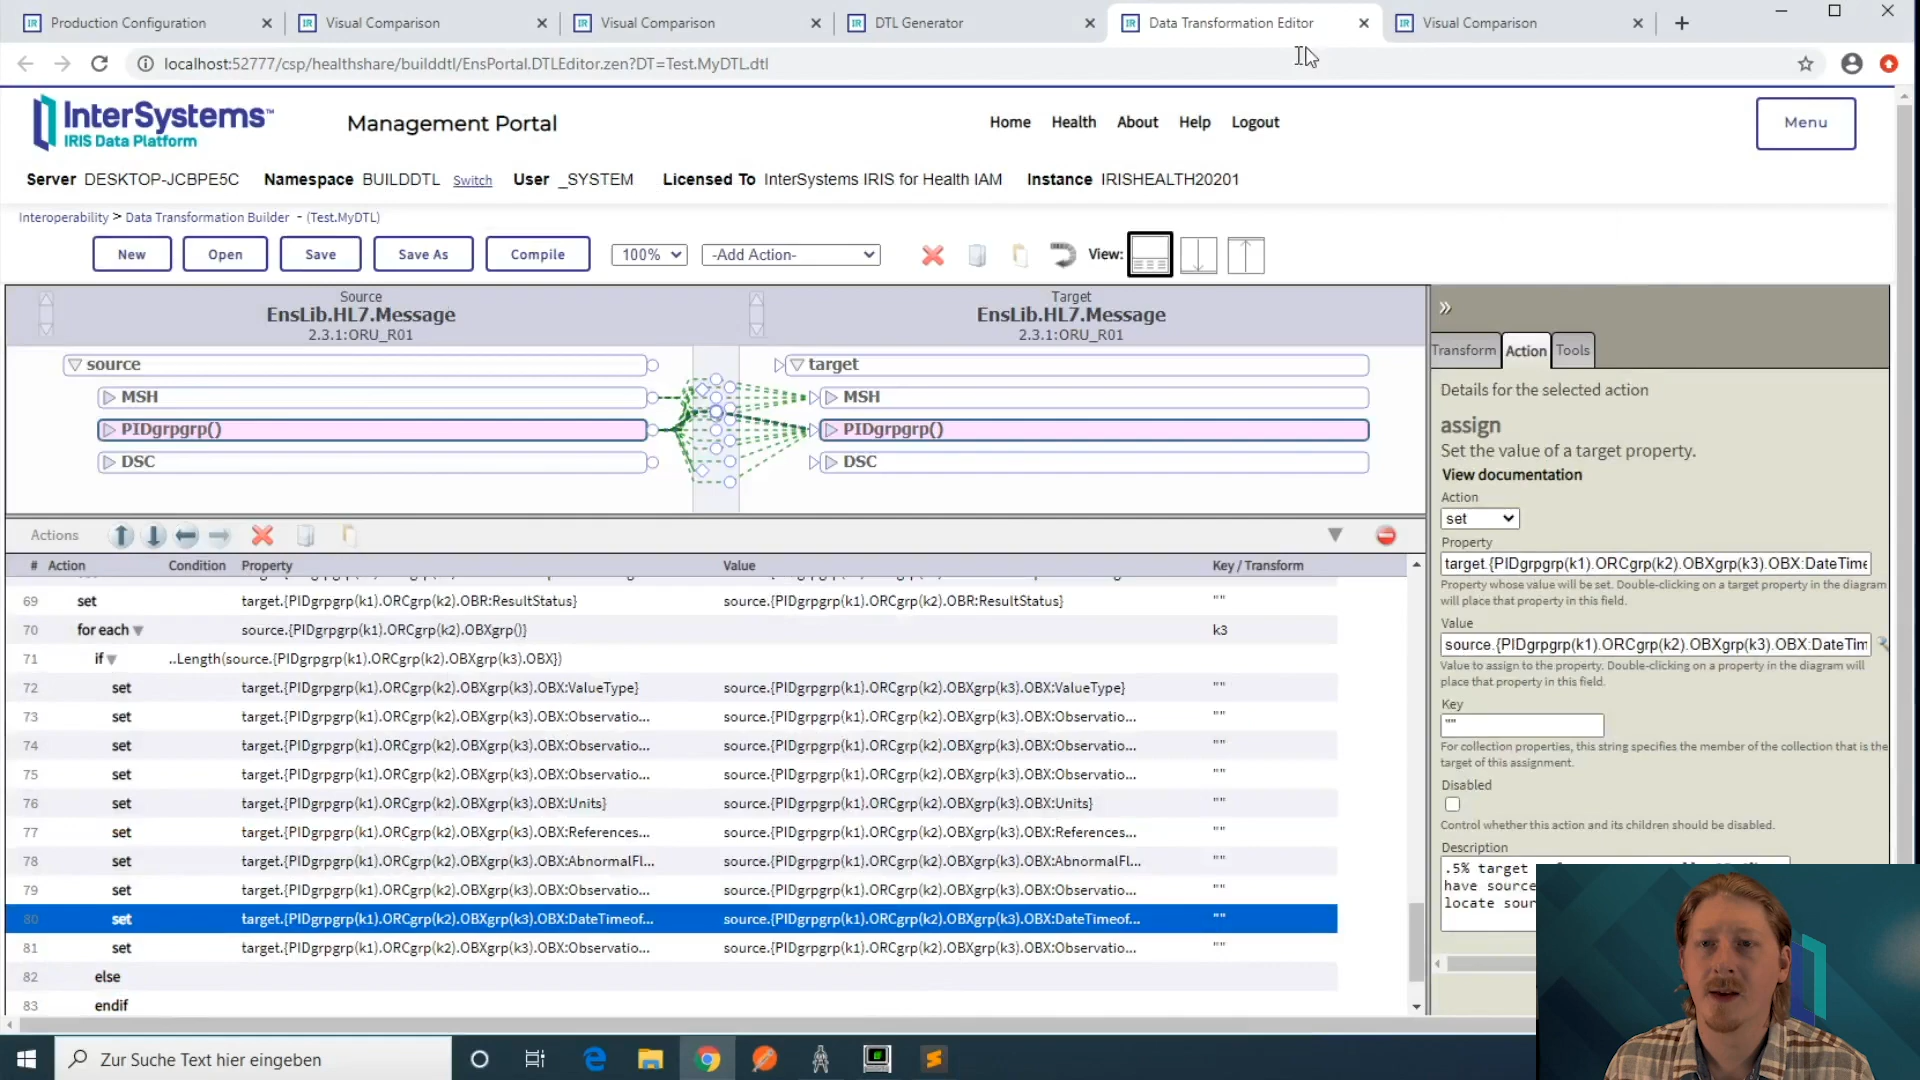 Production Configuration
Visual Comparison
Visual Comparison
DTL Generator
Data Transformation Editor
Visual Comparison
localhost:52777/csp/healthshare/builddtl/EnsPortal.DTLEditor.zen?DT=Test.MyDTL.dtl
InterSystems™
IRIS Data Platform
Management Portal
Home Health About Help Logout
Menu
Server DESKTOP-JCBPE5C Namespace BUILDDTL Switch User _SYSTEM Licensed To InterSystems IRIS for Health IAM Instance IRISHEALTH20201
Interoperability > Data Transformation Builder - (Test.MyDTL)
New Open Save Save As Compile 100% -Add Action- View:
Source
EnsLib.HL7.Message
2.3.1:ORU_R01
Target
EnsLib.HL7.Message
2.3.1:ORU_R01
source
MSH
PIDgrpgrp()
DSC
target
MSH
PIDgrpgrp()
DSC
Actions
# Action Condition Property Value Key / Transform
69 set target.{PIDgrpgrp(k1).ORCgrp(k2).OBR:ResultStatus} source.{PIDgrpgrp(k1).ORCgrp(k2).OBR:ResultStatus} ""
70 for each source.{PIDgrpgrp(k1).ORCgrp(k2).OBXgrp()} k3
71 if ..Length(source.{PIDgrpgrp(k1).ORCgrp(k2).OBXgrp(k3).OBX})
72 set target.{PIDgrpgrp(k1).ORCgrp(k2).OBXgrp(k3).OBX:ValueType} source.{PIDgrpgrp(k1).ORCgrp(k2).OBXgrp(k3).OBX:ValueType} ""
73 set target.{PIDgrpgrp(k1).ORCgrp(k2).OBXgrp(k3).OBX:Observatio... source.{PIDgrpgrp(k1).ORCgrp(k2).OBXgrp(k3).OBX:Observatio... ""
74 set target.{PIDgrpgrp(k1).ORCgrp(k2).OBXgrp(k3).OBX:Observatio... source.{PIDgrpgrp(k1).ORCgrp(k2).OBXgrp(k3).OBX:Observatio... ""
75 set target.{PIDgrpgrp(k1).ORCgrp(k2).OBXgrp(k3).OBX:Observatio... source.{PIDgrpgrp(k1).ORCgrp(k2).OBXgrp(k3).OBX:Observatio... ""
76 set target.{PIDgrpgrp(k1).ORCgrp(k2).OBXgrp(k3).OBX:Units} source.{PIDgrpgrp(k1).ORCgrp(k2).OBXgrp(k3).OBX:Units} ""
77 set target.{PIDgrpgrp(k1).ORCgrp(k2).OBXgrp(k3).OBX:References... source.{PIDgrpgrp(k1).ORCgrp(k2).OBXgrp(k3).OBX:References... ""
78 set target.{PIDgrpgrp(k1).ORCgrp(k2).OBXgrp(k3).OBX:AbnormalFl... source.{PIDgrpgrp(k1).ORCgrp(k2).OBXgrp(k3).OBX:AbnormalFl... ""
79 set target.{PIDgrpgrp(k1).ORCgrp(k2).OBXgrp(k3).OBX:Observatio... source.{PIDgrpgrp(k1).ORCgrp(k2).OBXgrp(k3).OBX:Observatio... ""
80 set target.{PIDgrpgrp(k1).ORCgrp(k2).OBXgrp(k3).OBX:DateTimeof... source.{PIDgrpgrp(k1).ORCgrp(k2).OBXgrp(k3).OBX:DateTimeof... ""
81 set target.{PIDgrpgrp(k1).ORCgrp(k2).OBXgrp(k3).OBX:Observatio... source.{PIDgrpgrp(k1).ORCgrp(k2).OBXgrp(k3).OBX:Observatio... ""
82 else
83 endif
Transform Action Tools
Details for the selected action
assign
Set the value of a target property.
View documentation
Action
set
Property
target.{PIDgrpgrp(k1).ORCgrp(k2).OBXgrp(k3).OBX:DateTime
Property whose value will be set. Double-clicking on a target property in the diagram
will place that property in this field.
Value
source.{PIDgrpgrp(k1).ORCgrp(k2).OBXgrp(k3).OBX:DateTim
Value to assign to the property. Double-clicking on a property in the diagram will
place that property in this field.
Key
""
For collection properties, this string specifies the member of the collection that is the
target of this assignment.
Disabled
Control whether this action and its children should be disabled.
Description
.5% target
have source
locate sour
Zur Suche Text hier eingeben